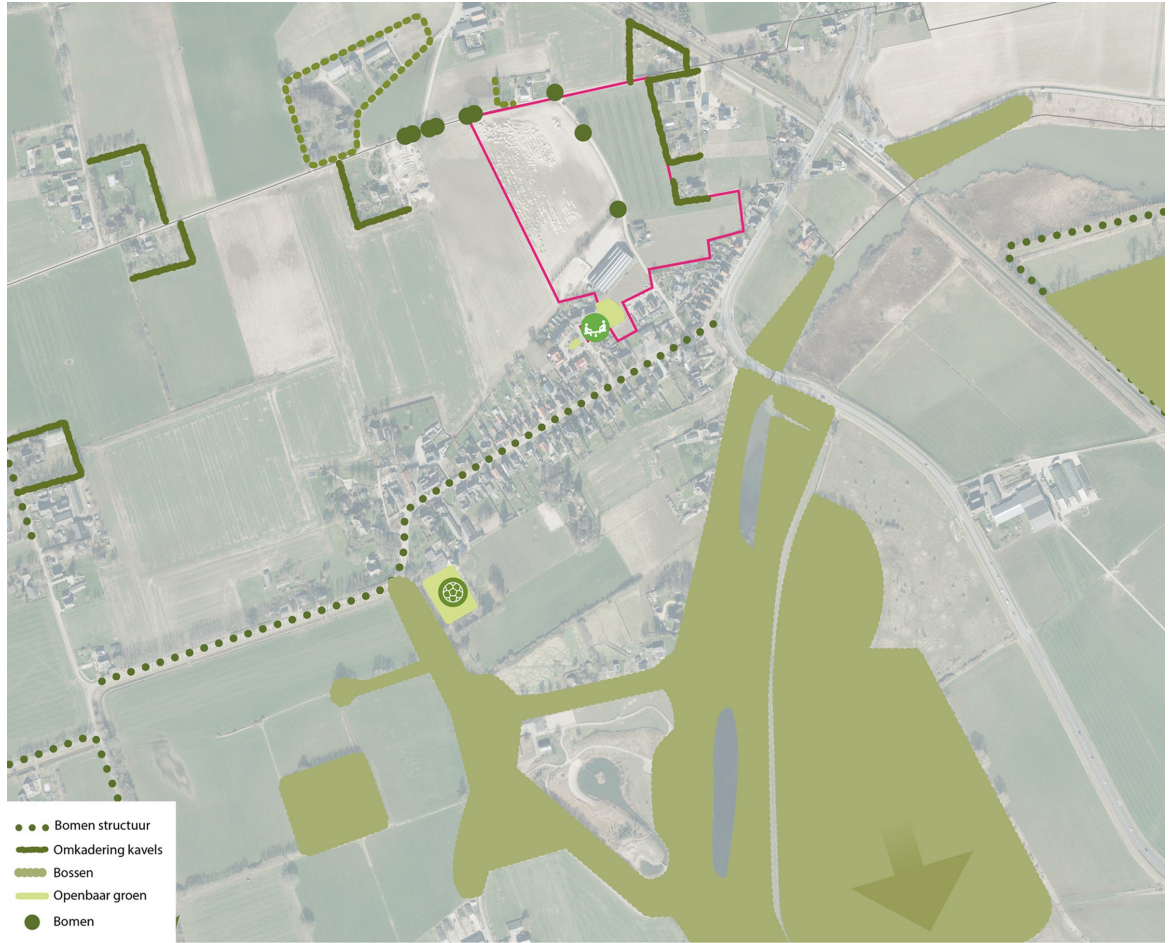 Bomen structuur
Omkadering kavels
Bossen
Openbaar groen
Bomen